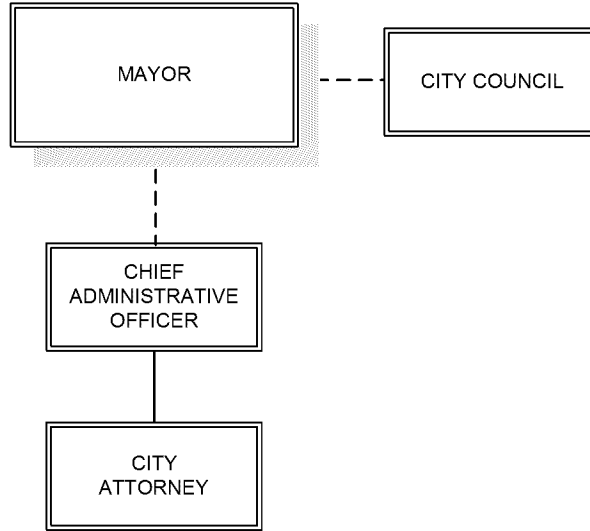 MAYOR
CITY COUNCIL
CHIEF
ADMINISTRATIVE
OFFICER
CITY
ATTORNEY